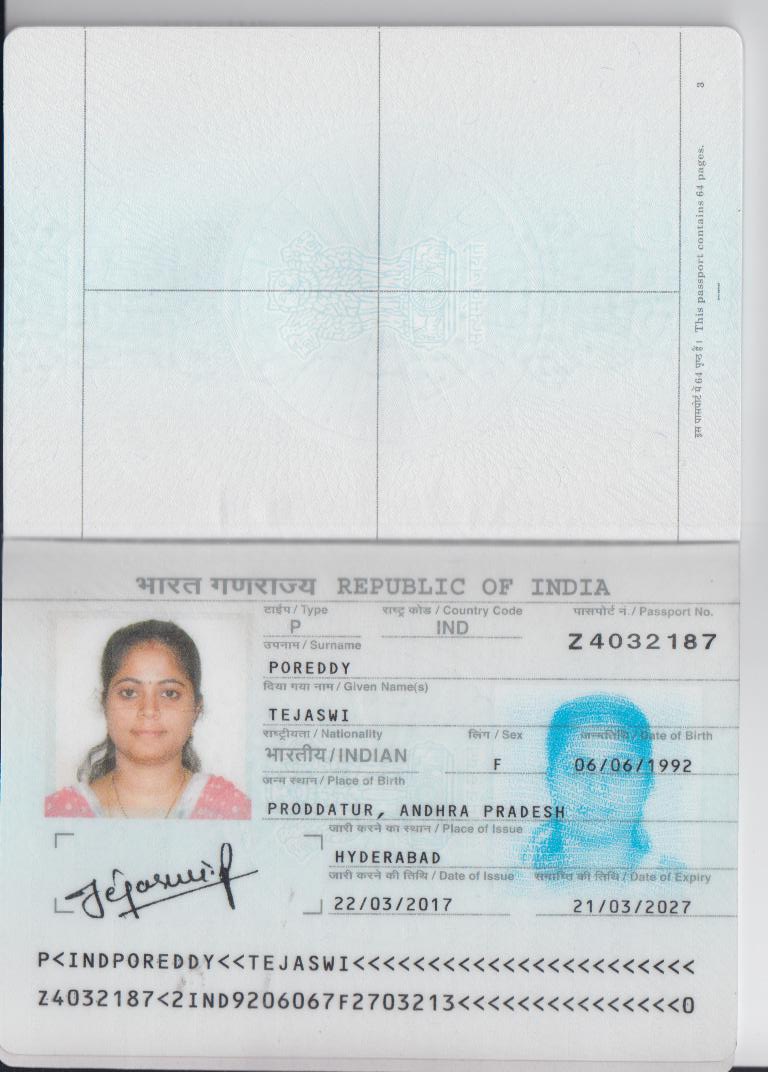 3
इस पासपोर्ट में 64 पृष्ठ हैं। This passport contains 64 pages.
सत्यमेव जयते
भारत गणराज्य REPUBLIC OF INDIA
टाईप / Type राष्ट्र कोड / Country Code पासपोर्ट नं. / Passport No.
P IND Z4032187
उपनाम / Surname
POREDDY
दिया गया नाम / Given Name(s)
TEJASWI
राष्ट्रीयता / Nationality लिंग / Sex जन्मतिथि / Date of Birth
भारतीय / INDIAN F 06/06/1992
जन्म स्थान / Place of Birth
PRODDATUR, ANDHRA PRADESH
जारी करने का स्थान / Place of Issue
HYDERABAD
जारी करने की तिथि / Date of Issue समाप्ति की तिथि / Date of Expiry
22/03/2017 21/03/2027
P<INDPOREDDY<<TEJASWI<<<<<<<<<<<<<<<<<<<<<<<
Z4032187<2IND9206067F2703213<<<<<<<<<<<<<<<0